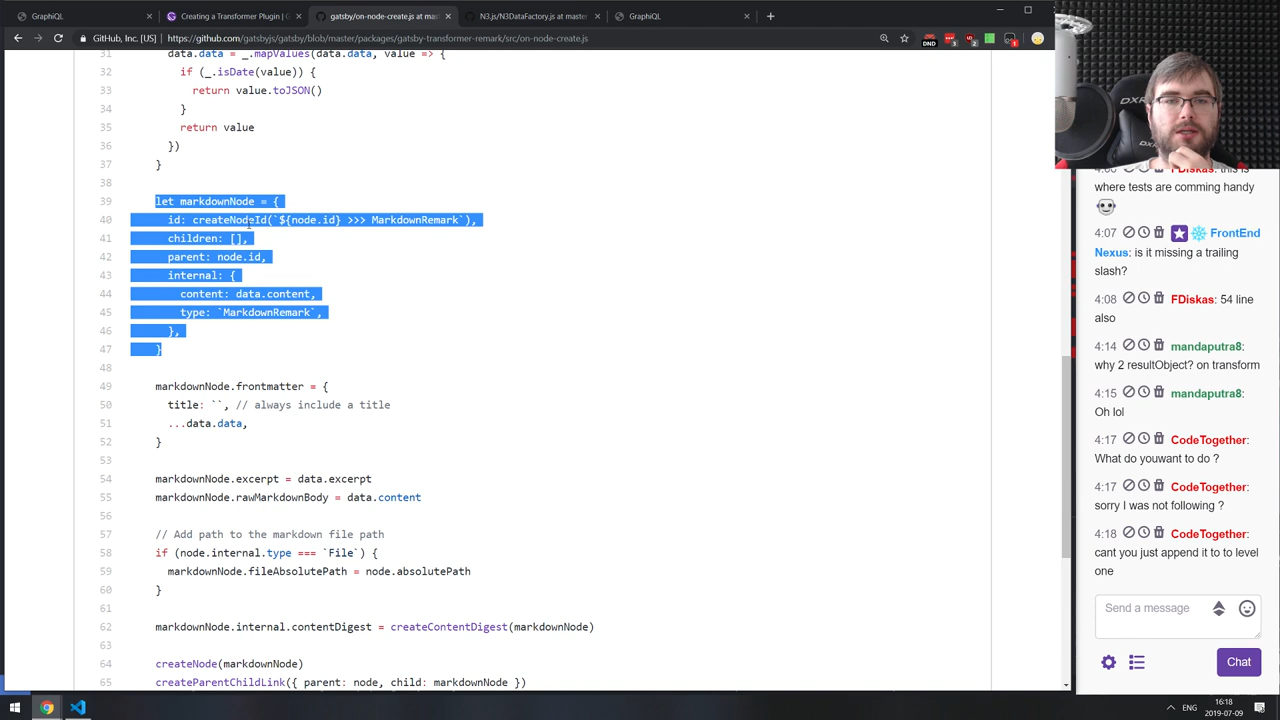 GraphiQL
Creating a Transformer Plugin | G
gatsby/on-node-create.js at mas
N3.js/N3DataFactory.js at master
GraphiQL
GitHub, Inc. [US]
https://github.com/gatsbyjs/gatsby/blob/master/packages/gatsby-transformer-remark/src/on-node-create.js
31 data.data = _.mapValues(data.data, value => {
32 if (_.isDate(value)) {
33 return value.toJSON()
34 }
35 return value
36 })
37 }
38
39 let markdownNode = {
40 id: createNodeId(`${node.id} >>> MarkdownRemark`),
41 children: [],
42 parent: node.id,
43 internal: {
44 content: data.content,
45 type: `MarkdownRemark`,
46 },
47 }
48
49 markdownNode.frontmatter = {
50 title: ``, // always include a title
51 ...data.data,
52 }
53
54 markdownNode.excerpt = data.excerpt
55 markdownNode.rawMarkdownBody = data.content
56
57 // Add path to the markdown file path
58 if (node.internal.type === `File`) {
59 markdownNode.fileAbsolutePath = node.absolutePath
60 }
61
62 markdownNode.internal.contentDigest = createContentDigest(markdownNode)
63
64 createNode(markdownNode)
65 createParentChildLink({ parent: node, child: markdownNode })
DXRACER
FDiskas: this is
where tests are comming handy
4:07 FrontEnd
Nexus: is it missing a trailing
slash?
4:08 FDiskas: 54 line
also
4:14 mandaputra8:
why 2 resultObject? on transform
4:15 mandaputra8:
Oh lol
4:17 CodeTogether:
What do youwant to do ?
4:17 CodeTogether:
sorry I was not following ?
4:18 CodeTogether:
cant you just append it to to level
one
Send a message
Chat
ENG
16:18
2019-07-09